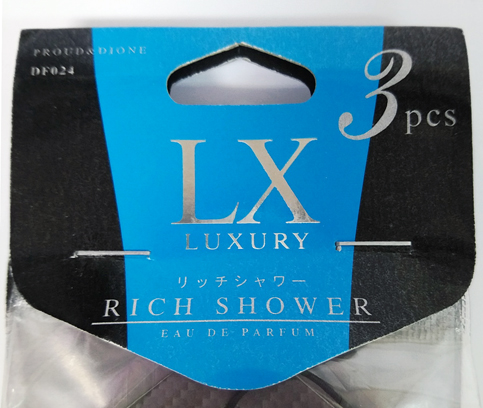 PROUD&DIONE
DF024
3pcs
LX
LUXURY
リッチシャワー
RICH SHOWER
EAU DE PARFUM